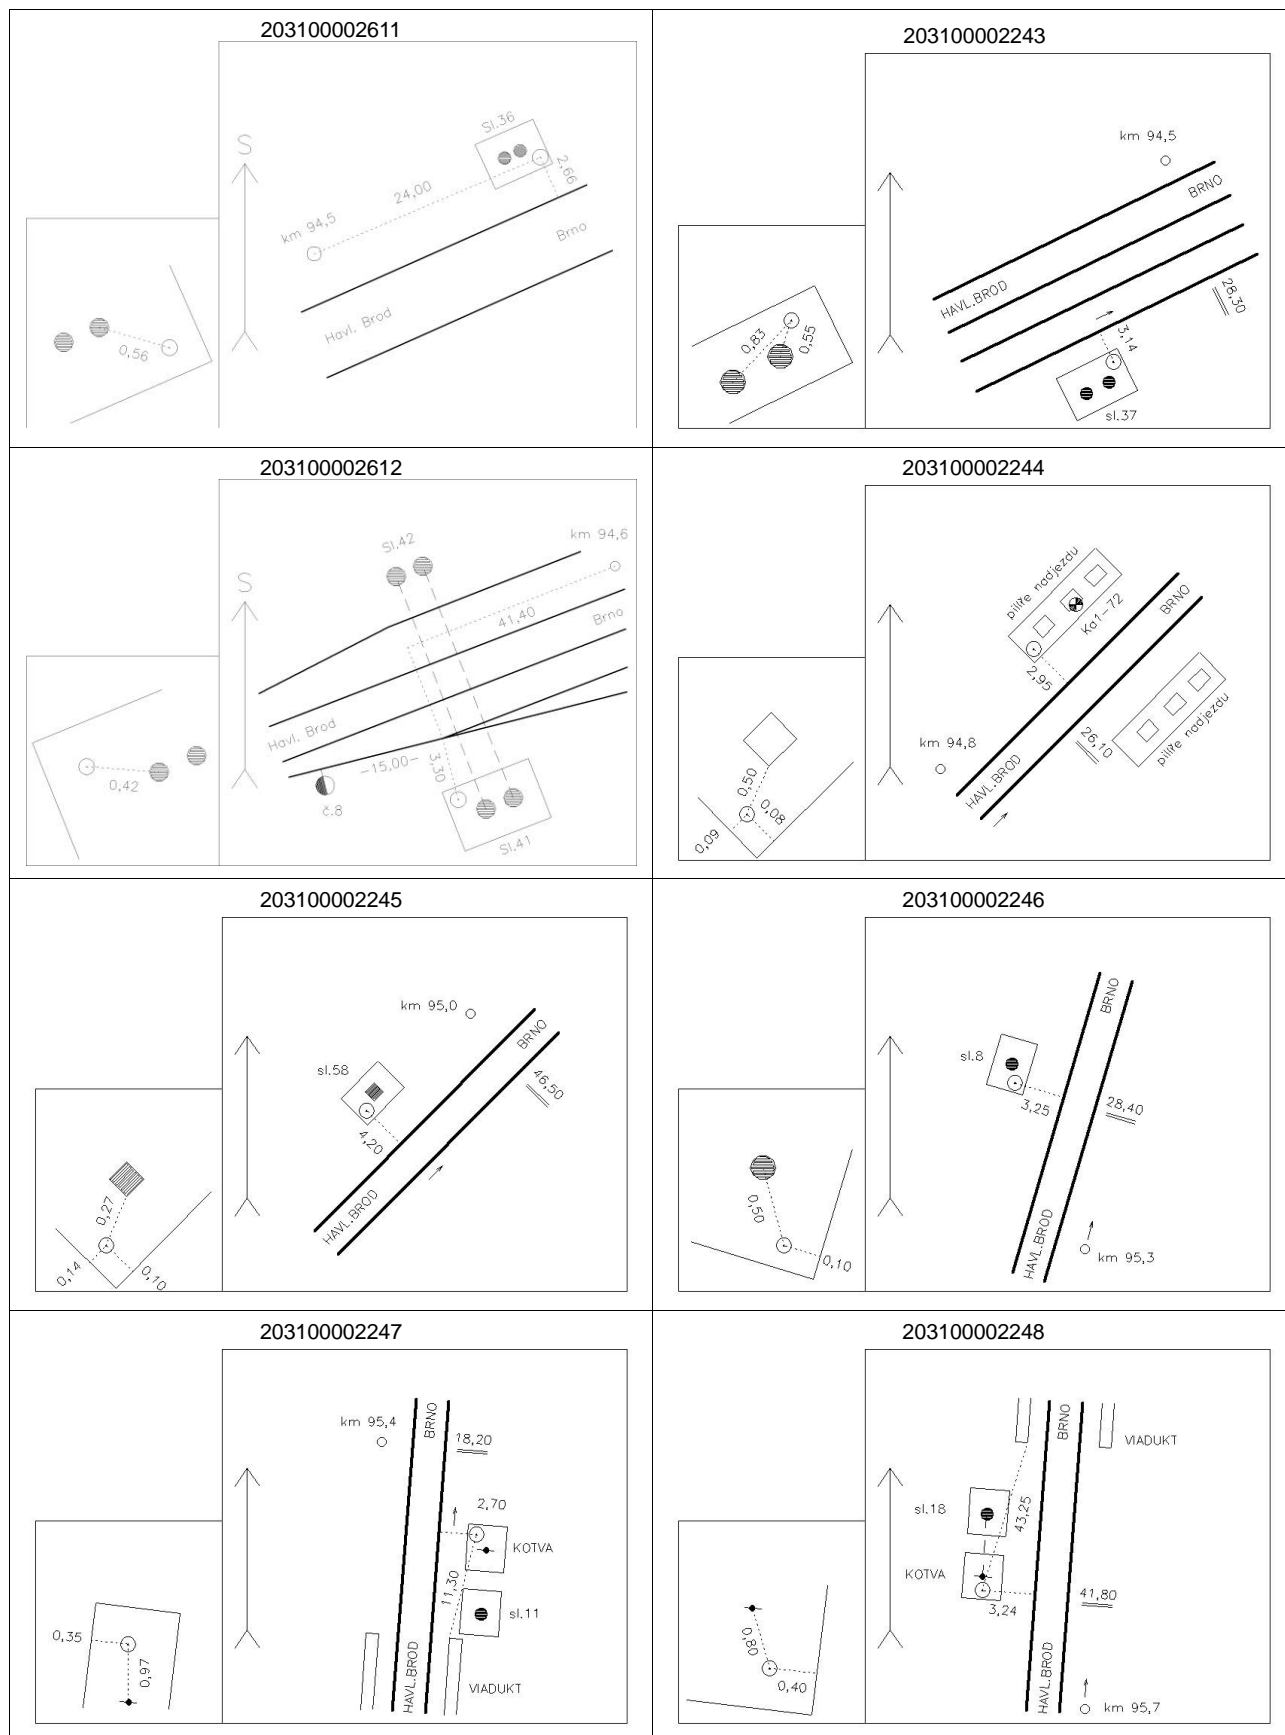 203100002611
S
Sl.36
2,66
24,00
km 94,5
Brno
Havl. Brod
0,56
203100002243
km 94,5
BRNO
HAVL.BROD
28,30
3,14
sl.37
0,83
0,55
203100002612
S
Sl.42
km 94,6
41,40
Brno
Havl. Brod
-15,00-
3,30
č.8
Sl.41
0,42
203100002244
pilíře nadjezdu
Ka1-72
BRNO
2,95
km 94,8
26,10
pilíře nadjezdu
HAVL.BROD
0,50
0,08
0,09
203100002245
km 95,0
BRNO
sl.58
46,50
4,20
HAVL.BROD
0,27
0,14
0,10
203100002246
BRNO
sl.8
3,25
28,40
HAVL.BROD
km 95,3
0,50
0,10
203100002247
km 95,4
BRNO
18,20
2,70
KOTVA
11,30
sl.11
HAVL.BROD
VIADUKT
0,35
0,97
203100002248
BRNO
VIADUKT
sl.18
43,25
KOTVA
3,24
41,80
HAVL.BROD
km 95,7
0,80
0,40